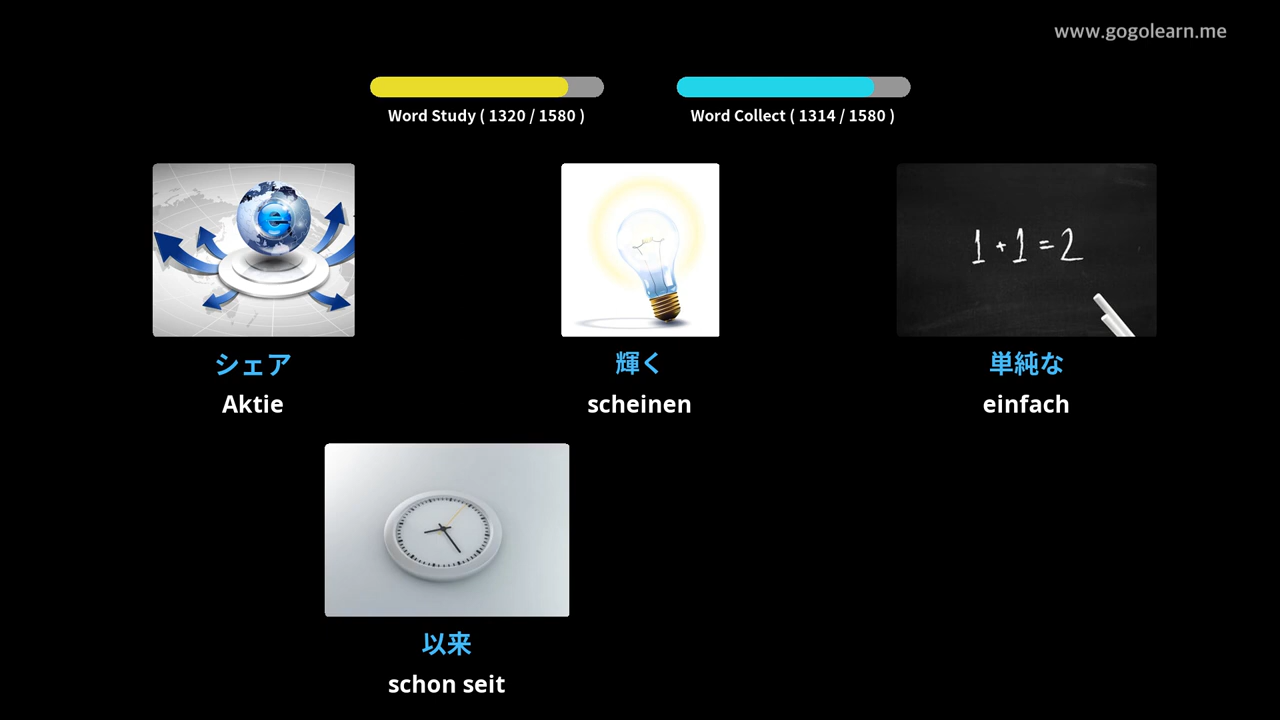 www.gogolearn.me
Word Study ( 1320 / 1580 )
Word Collect ( 1314 / 1580 )
e
シェア
Aktie
輝く
scheinen
1+1=2
単純な
einfach
以来
schon seit